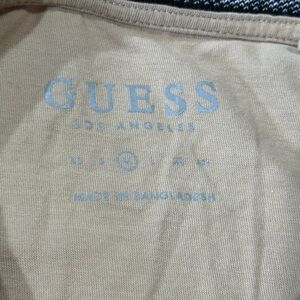 GUESS
LOS ANGELES
XS S M L XL
MADE IN BANGLADESH